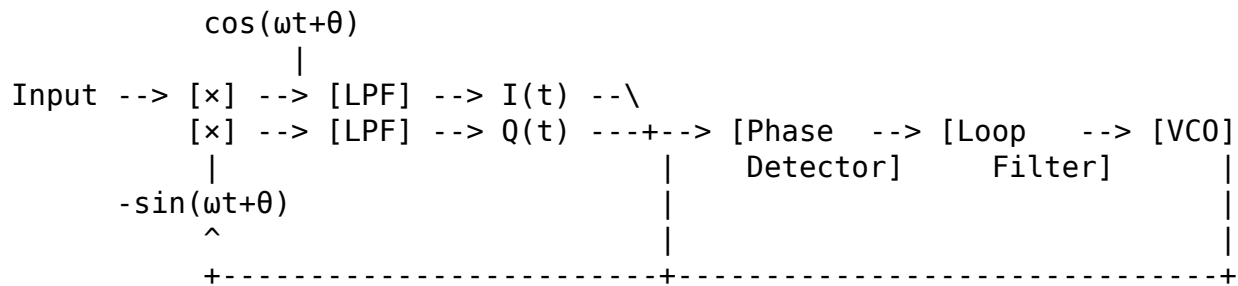 cos(ωt+θ)
|
Input --> [×] --> [LPF] --> I(t) --\
[×] --> [LPF] --> Q(t) ---+--> [Phase --> [Loop --> [VCO]
| | Detector] Filter] |
-sin(ωt+θ) | |
^ | |
+--------------------------+-------------------------------+